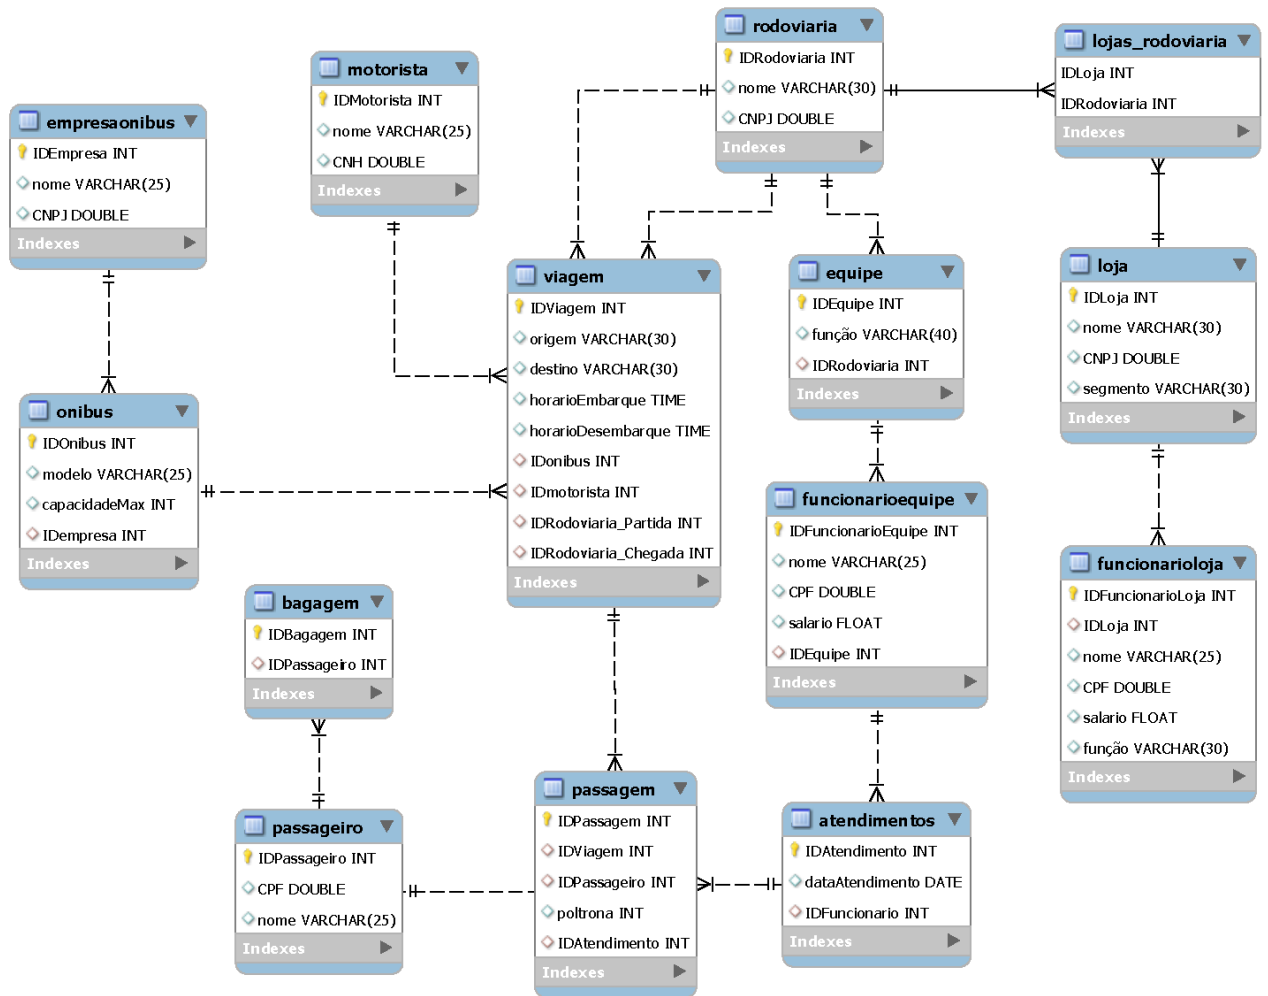 rodoviaria
IDRodoviaria INT
nome VARCHAR(30)
CNPJ DOUBLE
Indexes
lojas_rodoviaria
IDLoja INT
IDRodoviaria INT
Indexes
motorista
IDMotorista INT
nome VARCHAR(25)
CNH DOUBLE
Indexes
empresaonibus
IDEmpresa INT
nome VARCHAR(25)
CNPJ DOUBLE
Indexes
viagem
IDViagem INT
origem VARCHAR(30)
destino VARCHAR(30)
horarioEmbarque TIME
horarioDesembarque TIME
IDonibus INT
IDmotorista INT
IDRodoviaria_Partida INT
IDRodoviaria_Chegada INT
Indexes
equipe
IDEquipe INT
função VARCHAR(40)
IDRodoviaria INT
Indexes
loja
IDLoja INT
nome VARCHAR(30)
CNPJ DOUBLE
segmento VARCHAR(30)
Indexes
onibus
IDOnibus INT
modelo VARCHAR(25)
capacidadeMax INT
IDempresa INT
Indexes
funcionarioequipe
IDFuncionarioEquipe INT
nome VARCHAR(25)
CPF DOUBLE
salario FLOAT
IDEquipe INT
Indexes
funcionarioloja
IDFuncionarioLoja INT
IDLoja INT
nome VARCHAR(25)
CPF DOUBLE
salario FLOAT
função VARCHAR(30)
Indexes
bagagem
IDBagagem INT
IDPassageiro INT
Indexes
passageiro
IDPassageiro INT
CPF DOUBLE
nome VARCHAR(25)
Indexes
passagem
IDPassagem INT
IDViagem INT
IDPassageiro INT
poltrona INT
IDAtendimento INT
Indexes
atendimentos
IDAtendimento INT
dataAtendimento DATE
IDFuncionario INT
Indexes